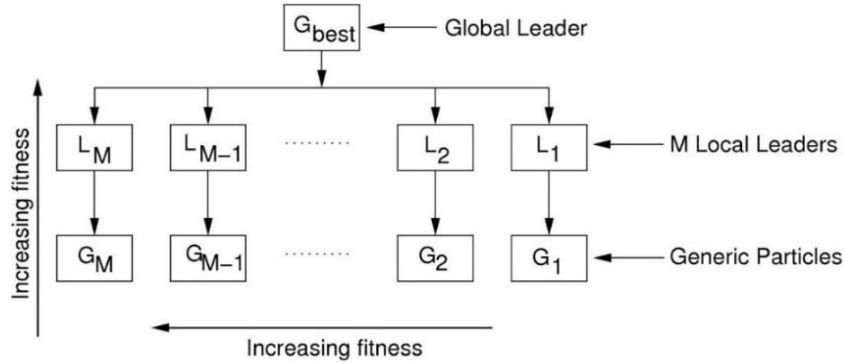 G_best
Global Leader
Increasing fitness
L_M
L_M−1
........
L_2
L_1
M Local Leaders
G_M
G_M−1
........
G_2
G_1
Generic Particles
Increasing fitness